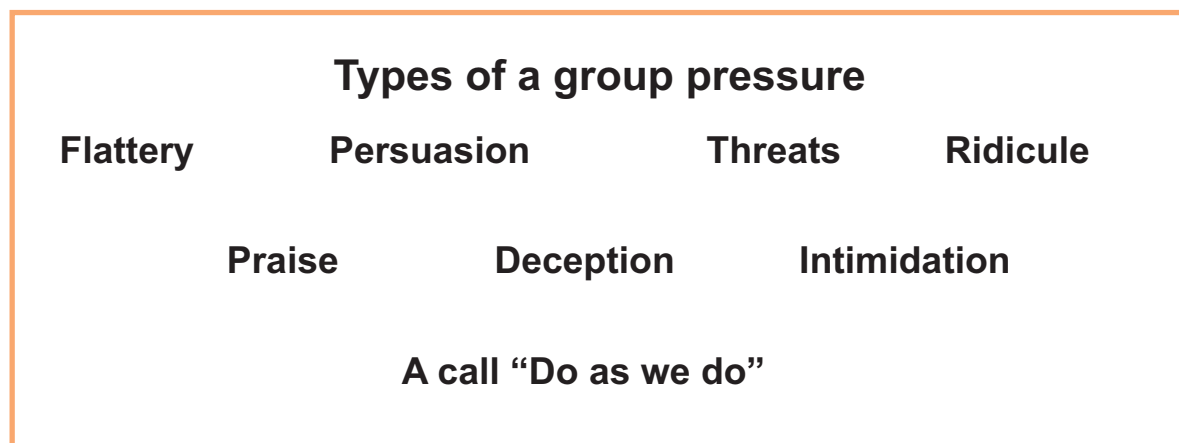 Types of a group pressure
Flattery Persuasion Threats Ridicule
Praise Deception Intimidation
A call “Do as we do”